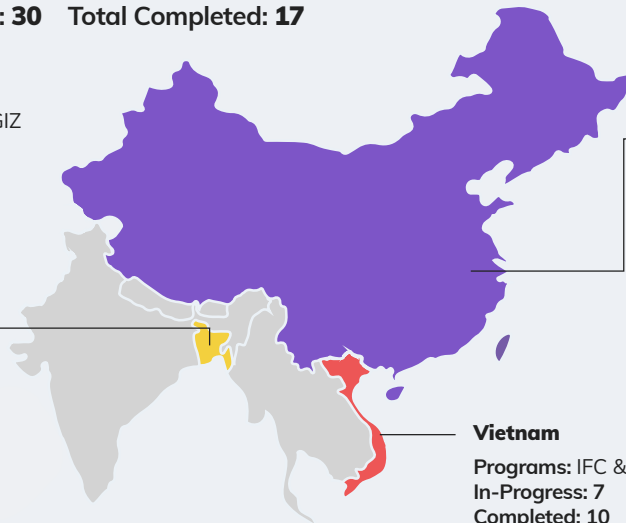 : 30 Total Completed: 17
GIZ
Vietnam
Programs: IFC &
In-Progress: 7
Completed: 10